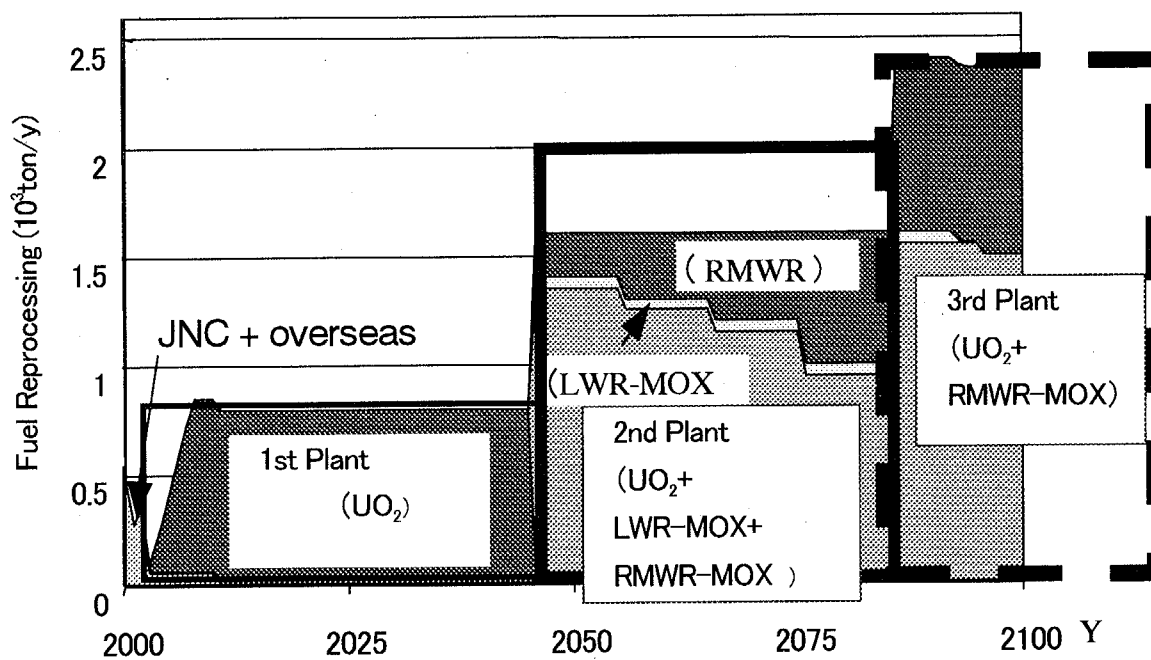 Fuel Reprocessing (10³ton/y)
2.5
2
1.5
1
0.5
0
2000
2025
2050
2075
2100 Y
JNC + overseas
1st Plant
(UO₂)
( RMWR )
(LWR-MOX
2nd Plant
(UO₂+
LWR-MOX+
RMWR-MOX )
3rd Plant
(UO₂+
RMWR-MOX)